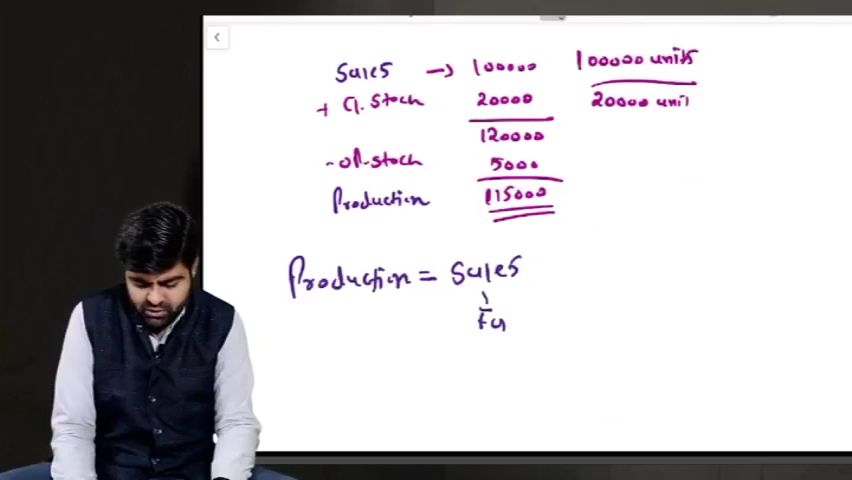 Sales → 100000 100000 units
+ Cl. Stock 20000 20000 unit
120000
- OP. stock 5000
Production 115000
Production = Sales